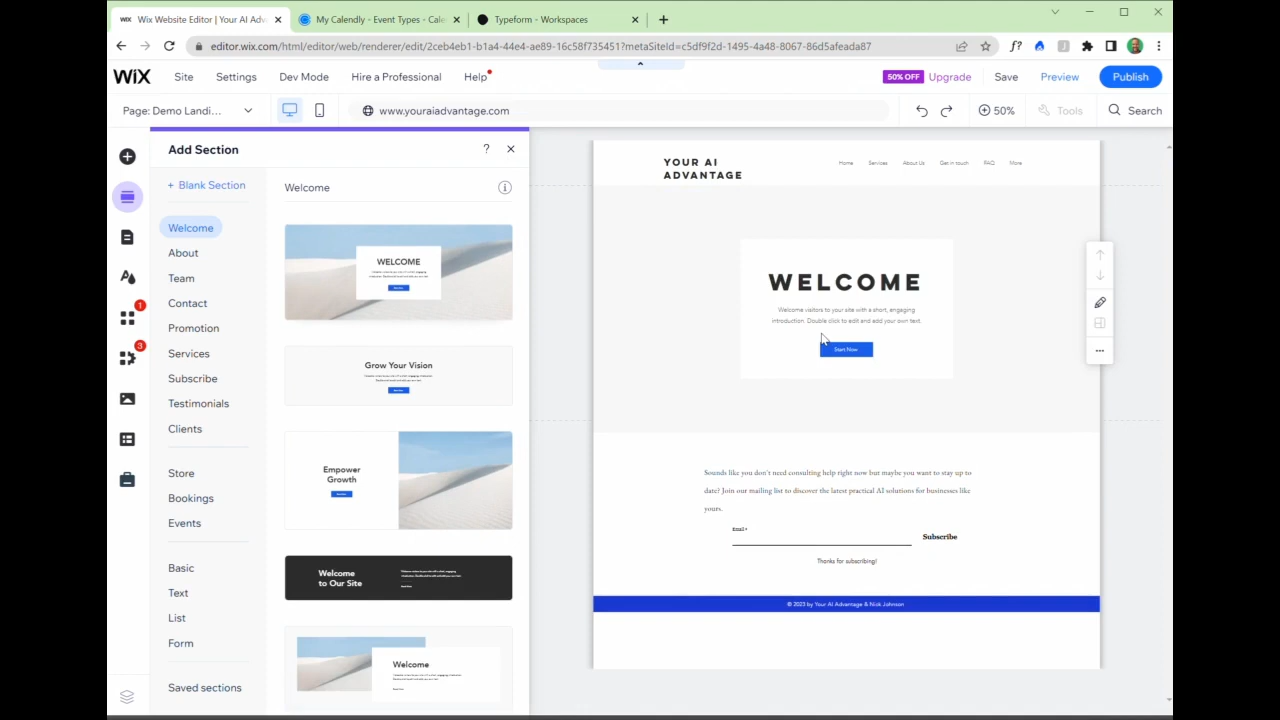 Wix Website Editor | Your AI Adv
My Calendly - Event Types - Cale
Typeform - Workspaces
editor.wix.com/html/editor/web/renderer/edit/2ceb4eb1-b1a4-44e4-ae89-16c58f735451?metaSiteId=c5df9f2d-1495-4a48-8067-86d5afeada87
WIX
Site
Settings
Dev Mode
Hire a Professional
Help
50% OFF
Upgrade
Save
Preview
Publish
Page: Demo Landi...
www.youraiadvantage.com
50%
Tools
Search
Add Section
?
+ Blank Section
Welcome
About
Team
Contact
Promotion
Services
Subscribe
Testimonials
Clients
Store
Bookings
Events
Basic
Text
List
Form
Saved sections
Welcome
WELCOME
Grow Your Vision
Empower
Growth
Welcome
to Our Site
Welcome
1
3
YOUR AI
ADVANTAGE
Home
Services
About Us
Get in touch
FAQ
More
WELCOME
Welcome visitors to your site with a short, engaging
introduction. Double click to edit and add your own text.
Start Now
Sounds like you don't need consulting help right now but maybe you want to stay up to
date? Join our mailing list to discover the latest practical AI solutions for businesses like
yours.
Email *
Subscribe
Thanks for subscribing!
© 2023 by Your AI Advantage & Nick Johnson